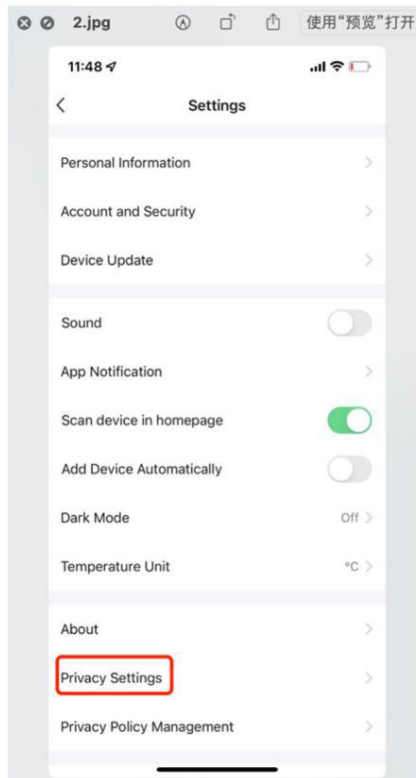 2.jpg 使用“预览”打开
11:48
Settings
Personal Information
Account and Security
Device Update
Sound
App Notification
Scan device in homepage
Add Device Automatically
Dark Mode Off
Temperature Unit °C
About
Privacy Settings
Privacy Policy Management